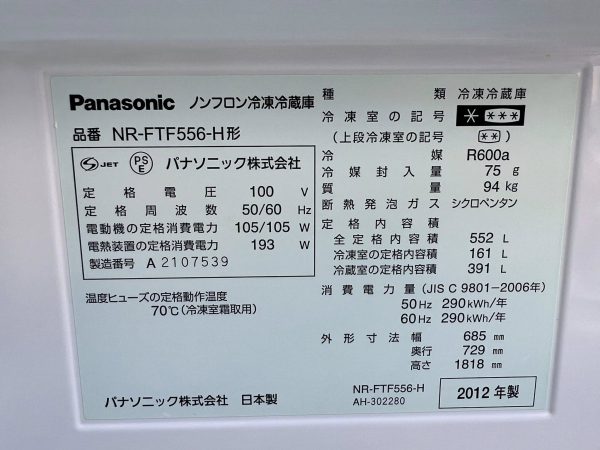 Panasonic ノンフロン冷凍冷蔵庫
品番 NR-FTF556-H形
S JET PS E パナソニック株式会社
定格電圧 100 V
定格周波数 50/60 Hz
電動機の定格消費電力 105/105 W
電熱装置の定格消費電力 193 W
製造番号 A 2107539
温度ヒューズの定格動作温度
70℃(冷凍室霜取用)
パナソニック株式会社 日本製
種類 冷凍冷蔵庫
冷凍室の記号 * ***
(上段冷凍室の記号 **)
冷媒 R600a
冷媒封入量 75 g
質量 94 kg
断熱発泡ガス シクロペンタン
定格内容積
全定格内容積 552 L
冷凍室の定格内容積 161 L
冷蔵室の定格内容積 391 L
消費電力量(JIS C 9801-2006年)
50Hz 290kWh/年
60Hz 290kWh/年
外形寸法 幅 685 mm
奥行 729 mm
高さ 1818 mm
NR-FTF556-H
AH-302280
2012年製